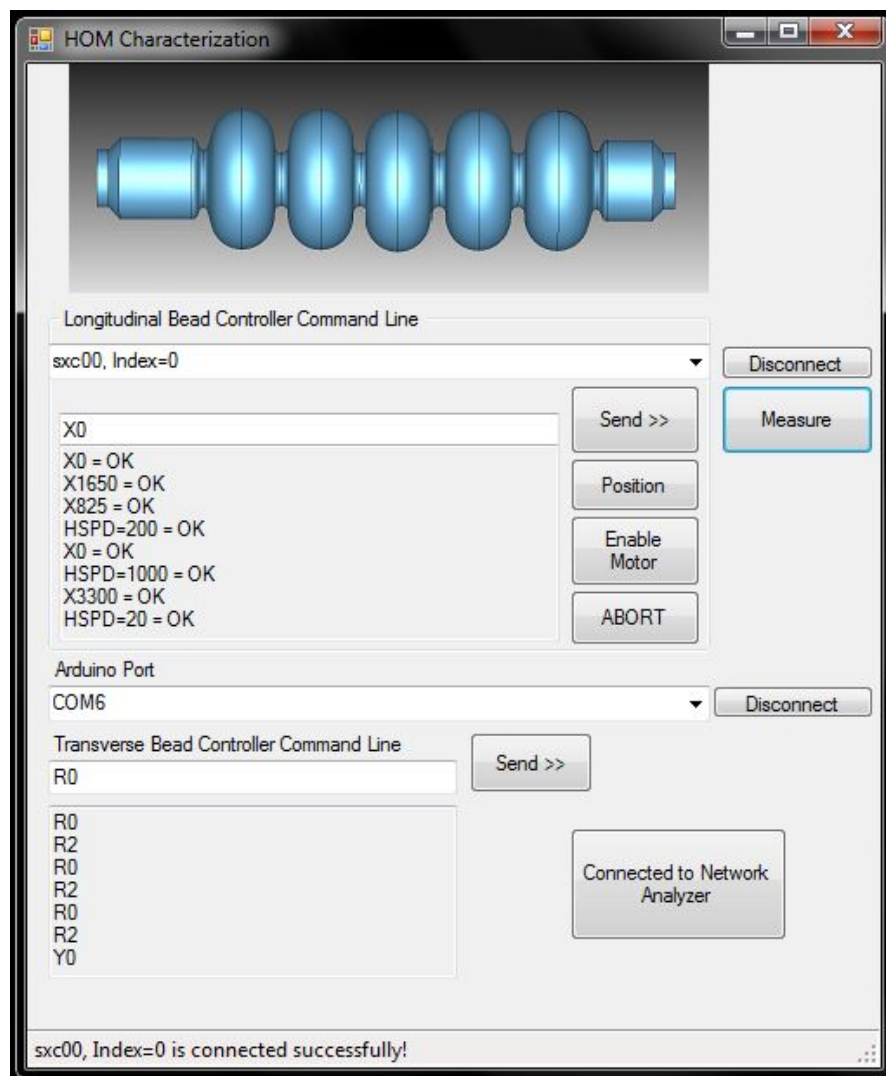 HOM Characterization
Longitudinal Bead Controller Command Line
sxc00, Index=0
Disconnect
X0
Send >>
Measure
X0 = OK
X1650 = OK
X825 = OK
HSPD=200 = OK
X0 = OK
HSPD=1000 = OK
X3300 = OK
HSPD=20 = OK
Position
Enable
Motor
ABORT
Arduino Port
COM6
Disconnect
Transverse Bead Controller Command Line
R0
Send >>
R0
R2
R0
R2
R0
R2
Y0
Connected to Network
Analyzer
sxc00, Index=0 is connected successfully!